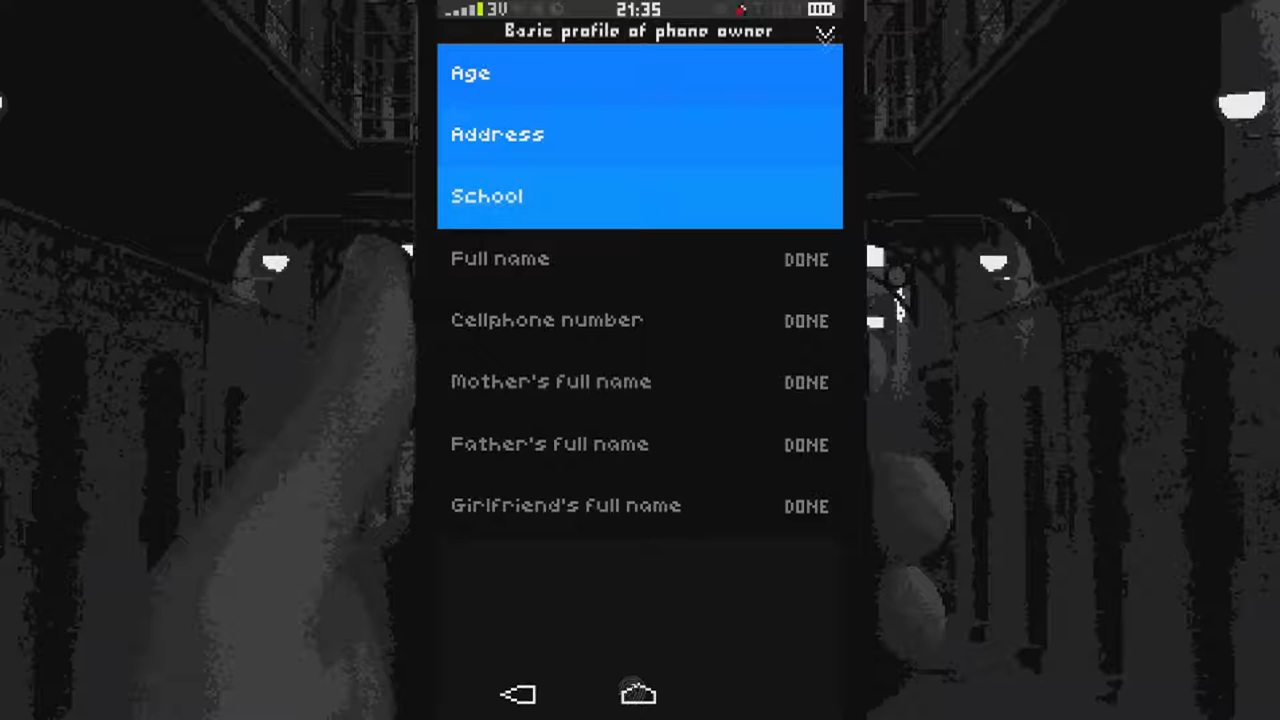 3V 21:35
Basic profile of phone owner
Age
Address
School
Full name DONE
Cellphone number DONE
Mother's full name DONE
Father's full name DONE
Girlfriend's full name DONE